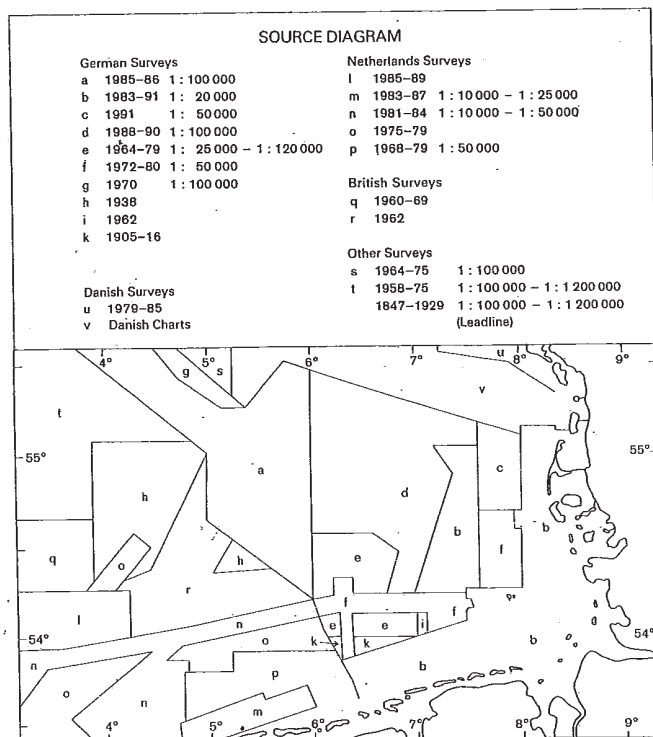 SOURCE DIAGRAM
German Surveys
a 1985–86 1 : 100 000
b 1983–91 1 : 20 000
c 1991 1 : 50 000
d 1988–90 1 : 100 000
e 1964–79 1 : 25 000 – 1 : 120 000
f 1972–80 1 : 50 000
g 1970 1 : 100 000
h 1938
i 1962
k 1905–16
Danish Surveys
u 1979–85
v Danish Charts
Netherlands Surveys
l 1985–89
m 1983–87 1 : 10 000 – 1 : 25 000
n 1981–84 1 : 10 000 – 1 : 50 000
o 1975–79
p 1968–79 1 : 50 000
British Surveys
q 1960–69
r 1962
Other Surveys
s 1964–75 1 : 100 000
t 1958–75 1 : 100 000 – 1 : 1 200 000
1847–1929 1 : 100 000 – 1 : 1 200 000
(Leadline)
4° 5° 6° 7° 8° 9°
g s u
v
t
55° 55°
a c
h d
b b
q o h e f
r
l f f
n e e i
54° o k k 54°
n b
p b
o n
m
4° 5° 6° 7° 8° 9°